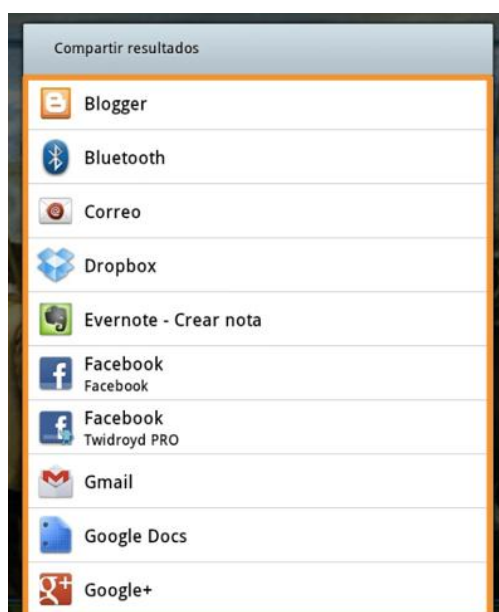 Compartir resultados
Blogger
Bluetooth
Correo
Dropbox
Evernote - Crear nota
Facebook
Facebook
Facebook
Twidroyd PRO
Gmail
Google Docs
Google+